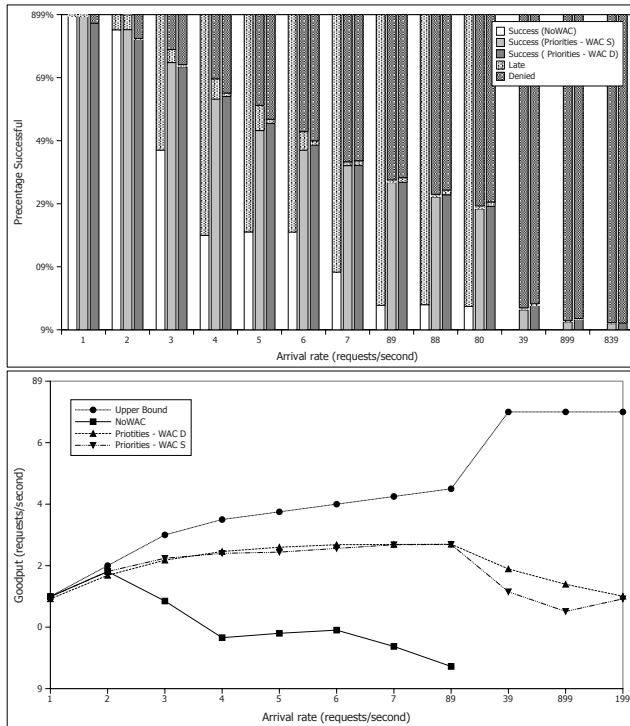 899%
69%
49%
29%
09%
9%
Precentage Successful
Success (NoWAC)
Success (Priorities - WAC S)
Success ( Priorities - WAC D)
Late
Denied
1 2 3 4 5 6 7 89 88 80 39 899 839
Arrival rate (requests/second)
89
6
4
2
0
9
Goodput (requests/second)
Upper Bound
NoWAC
Priotities - WAC D
Priorities - WAC S
1 2 3 4 5 6 7 89 39 899 199
Arrival rate (requests/second)